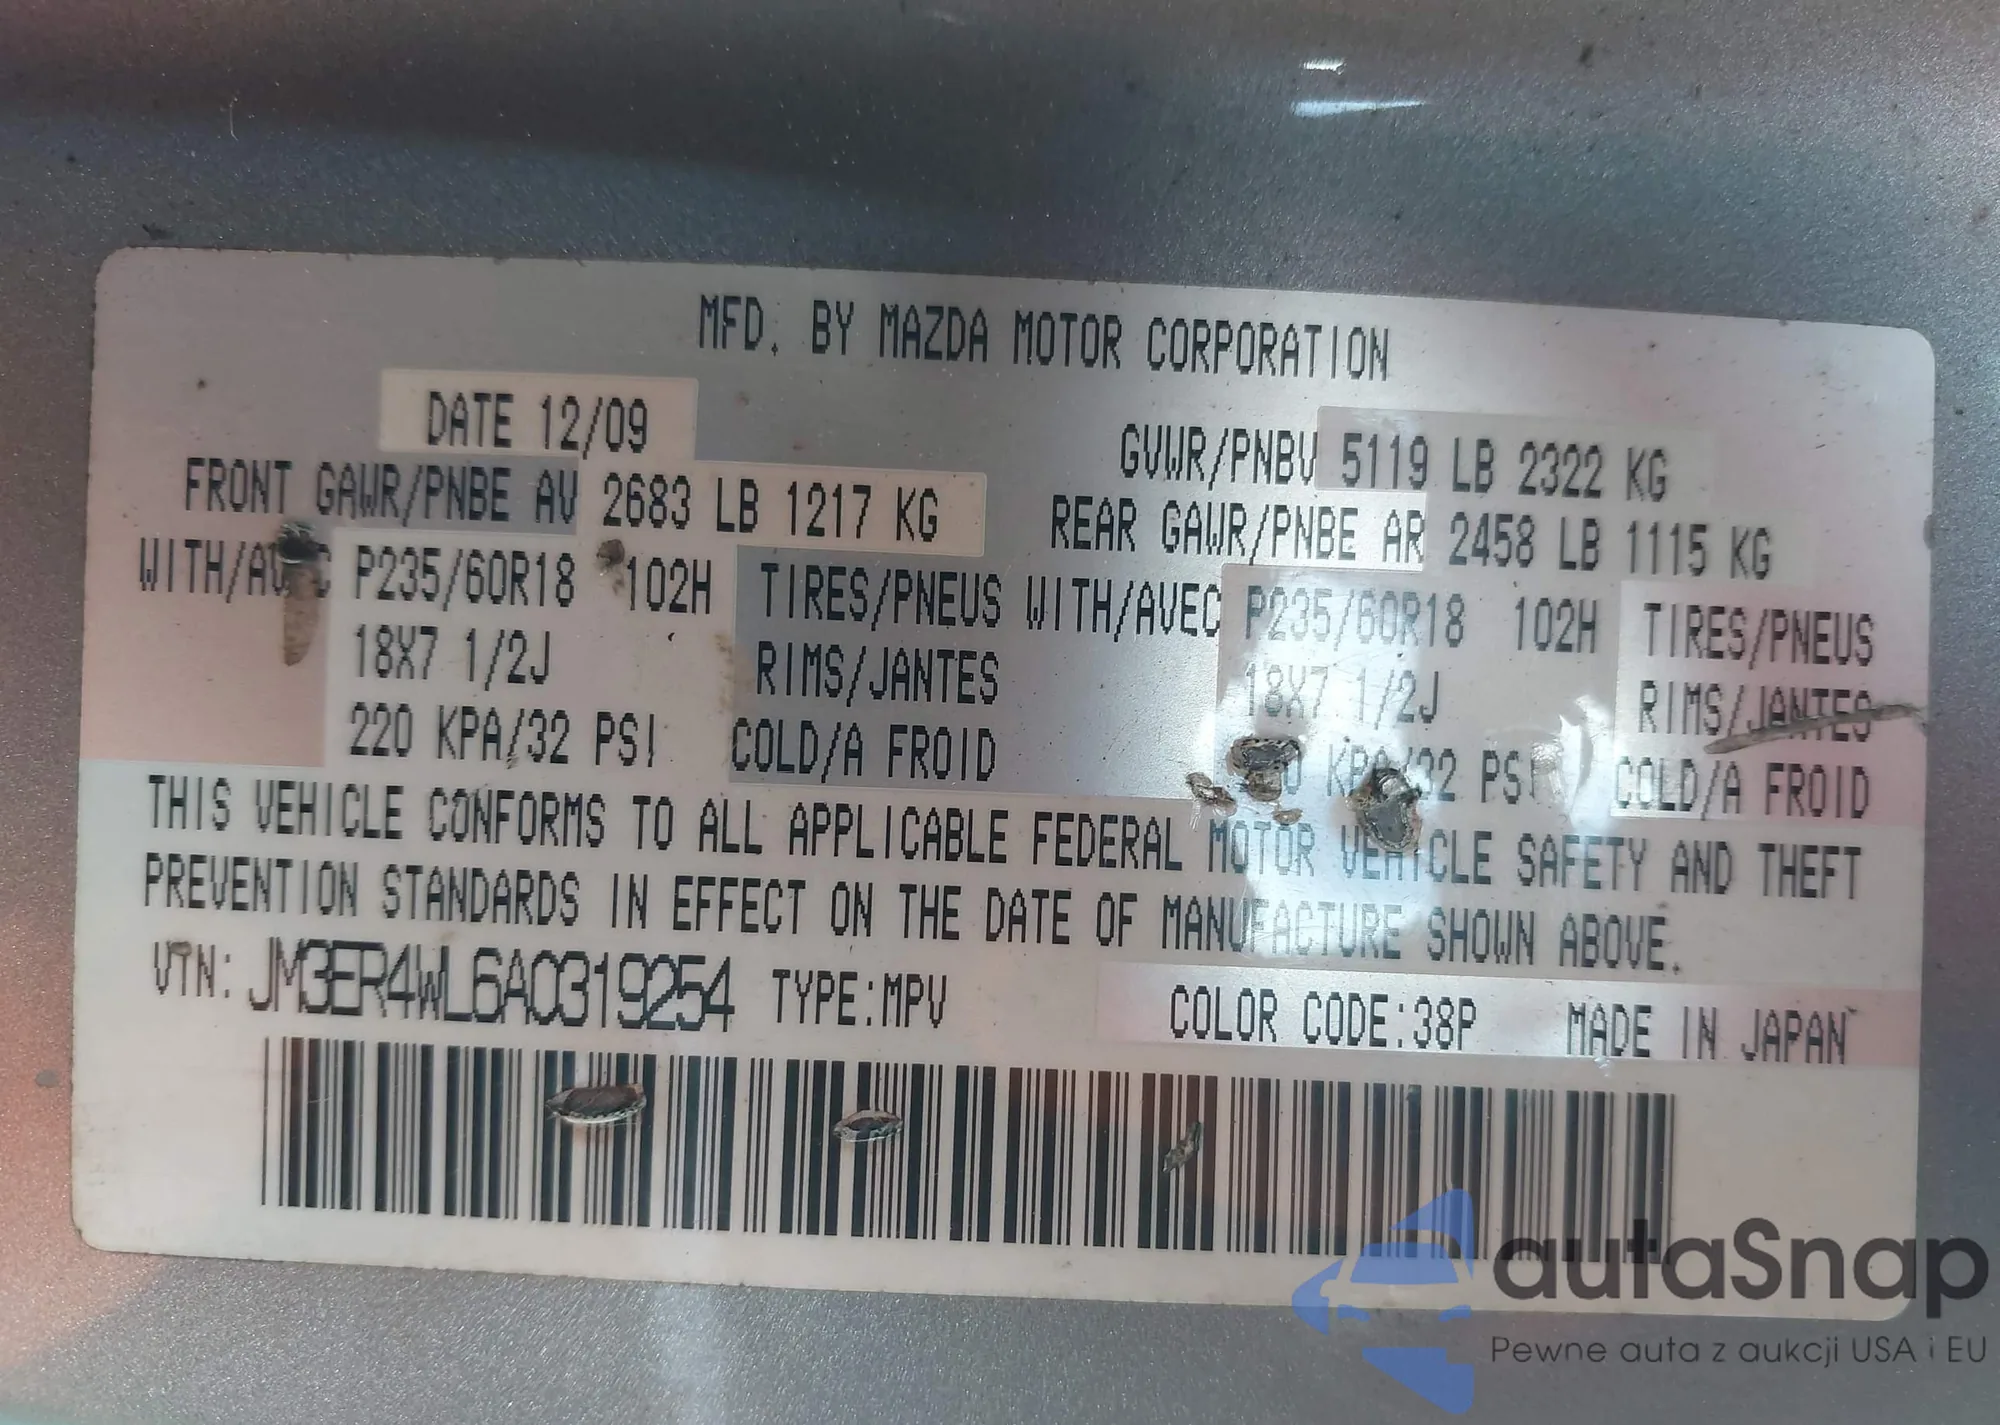 MFD. BY MAZDA MOTOR CORPORATION
DATE 12/09
GVWR/PNBV 5119 LB 2322 KG
FRONT GAWR/PNBE AV 2683 LB 1217 KG
REAR GAWR/PNBE AR 2458 LB 1115 KG
WITH/AVEC P235/60R18 102H TIRES/PNEUS WITH/AVEC P235/60R18 102H TIRES/PNEUS
18X7 1/2J RIMS/JANTES 18X7 1/2J RIMS/JANTES
220 KPA/32 PSI COLD/A FROID KPA/32 PSI COLD/A FROID
THIS VEHICLE CONFORMS TO ALL APPLICABLE FEDERAL MOTOR VEHICLE SAFETY AND THEFT
PREVENTION STANDARDS IN EFFECT ON THE DATE OF MANUFACTURE SHOWN ABOVE.
VIN: JM3ER4WL6A0319254 TYPE:MPV COLOR CODE:38P MADE IN JAPAN
autaSnap
Pewne auta z aukcji USA i EU